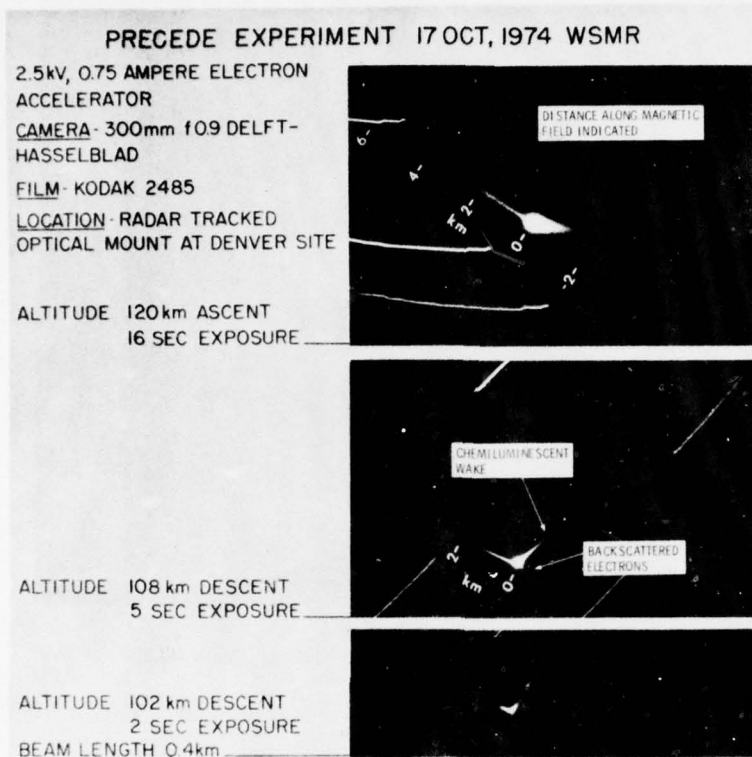 PRECEDE EXPERIMENT 17 OCT, 1974 WSMR
2.5kV, 0.75 AMPERE ELECTRON
ACCELERATOR
CAMERA - 300mm f0.9 DELFT-
HASSELBLAD
FILM - KODAK 2485
LOCATION - RADAR TRACKED
OPTICAL MOUNT AT DENVER SITE
ALTITUDE 120 km ASCENT
16 SEC EXPOSURE
DISTANCE ALONG MAGNETIC
FIELD INDICATED
6-
4-
2-
km
0-
-2-
ALTITUDE 108 km DESCENT
5 SEC EXPOSURE
CHEMILUMINESCENT
WAKE
BACKSCATTERED
ELECTRONS
2-
km
0-
ALTITUDE 102 km DESCENT
2 SEC EXPOSURE
BEAM LENGTH 0.4km